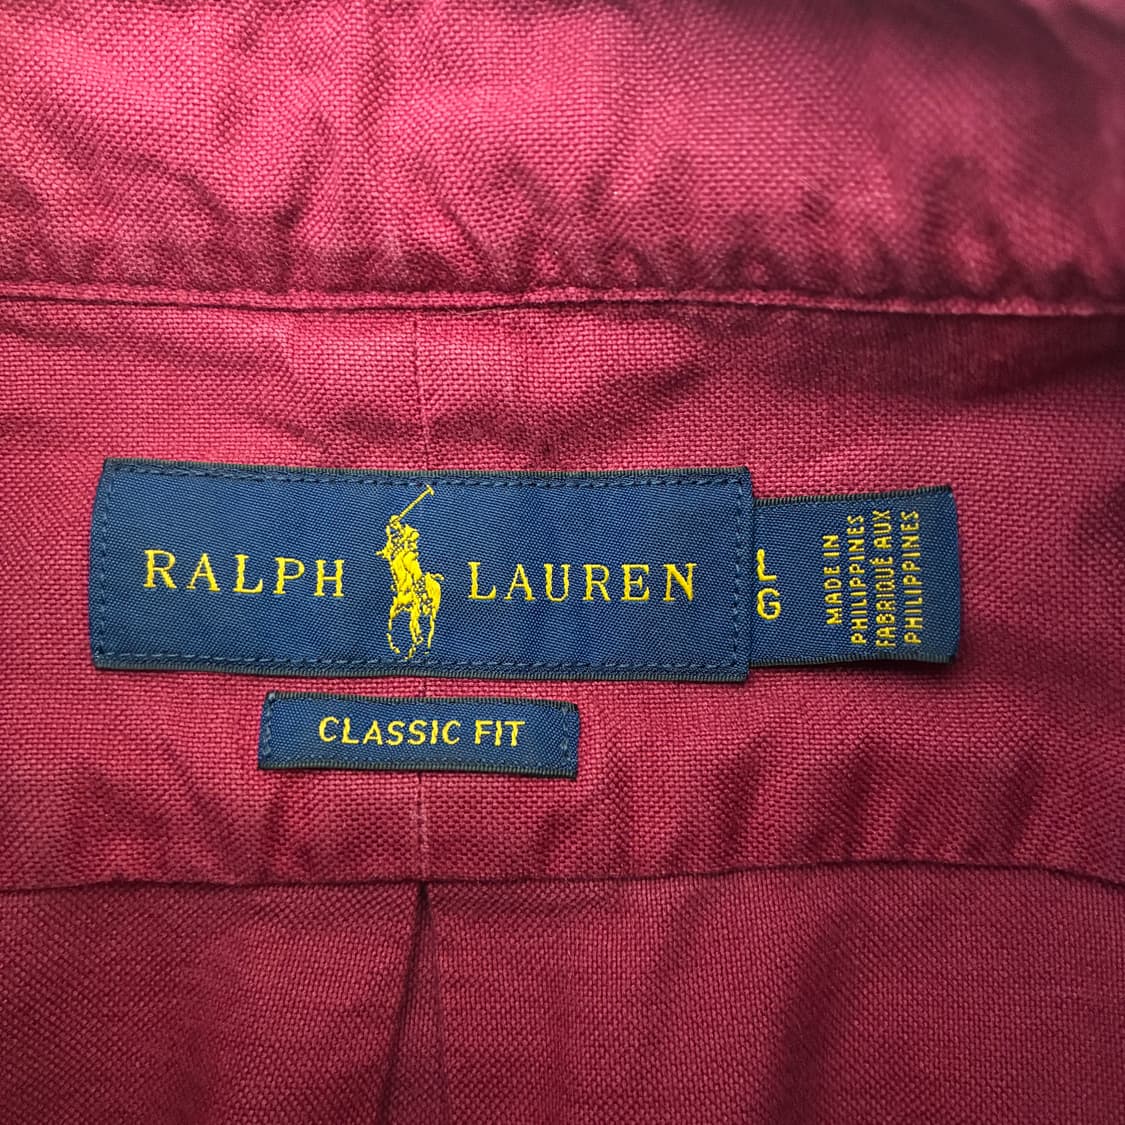 RALPH LAUREN
L
G
MADE IN
PHILIPPINES
FABRIQUÉ AUX
PHILIPPINES
CLASSIC FIT